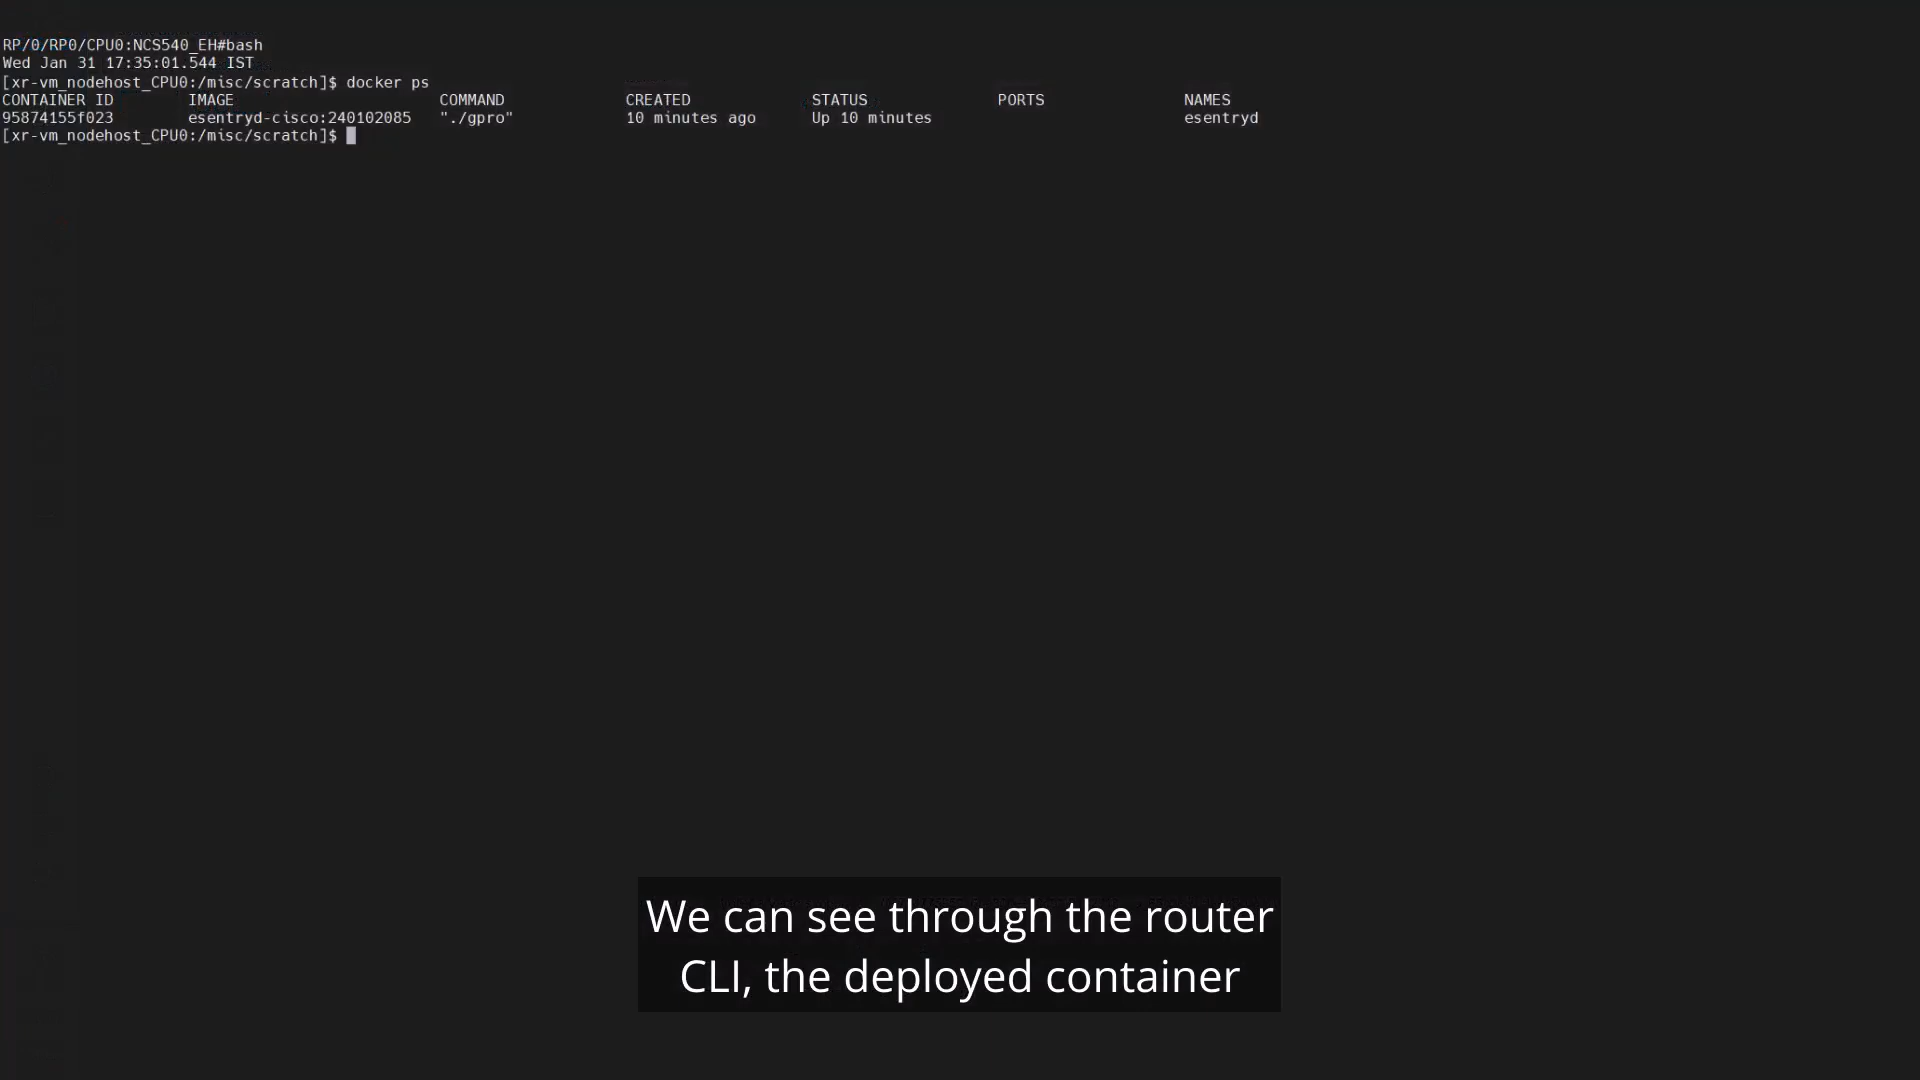 RP/0/RP0/CPU0:NCS540_EH#bash
Wed Jan 31 17:35:01.544 IST
[xr-vm_nodehost_CPU0:/misc/scratch]$ docker ps
CONTAINER ID IMAGE COMMAND CREATED STATUS PORTS NAMES
95874155f023 esentryd-cisco:240102085 "./gpro" 10 minutes ago Up 10 minutes esentryd
[xr-vm_nodehost_CPU0:/misc/scratch]$
We can see through the router
CLI, the deployed container